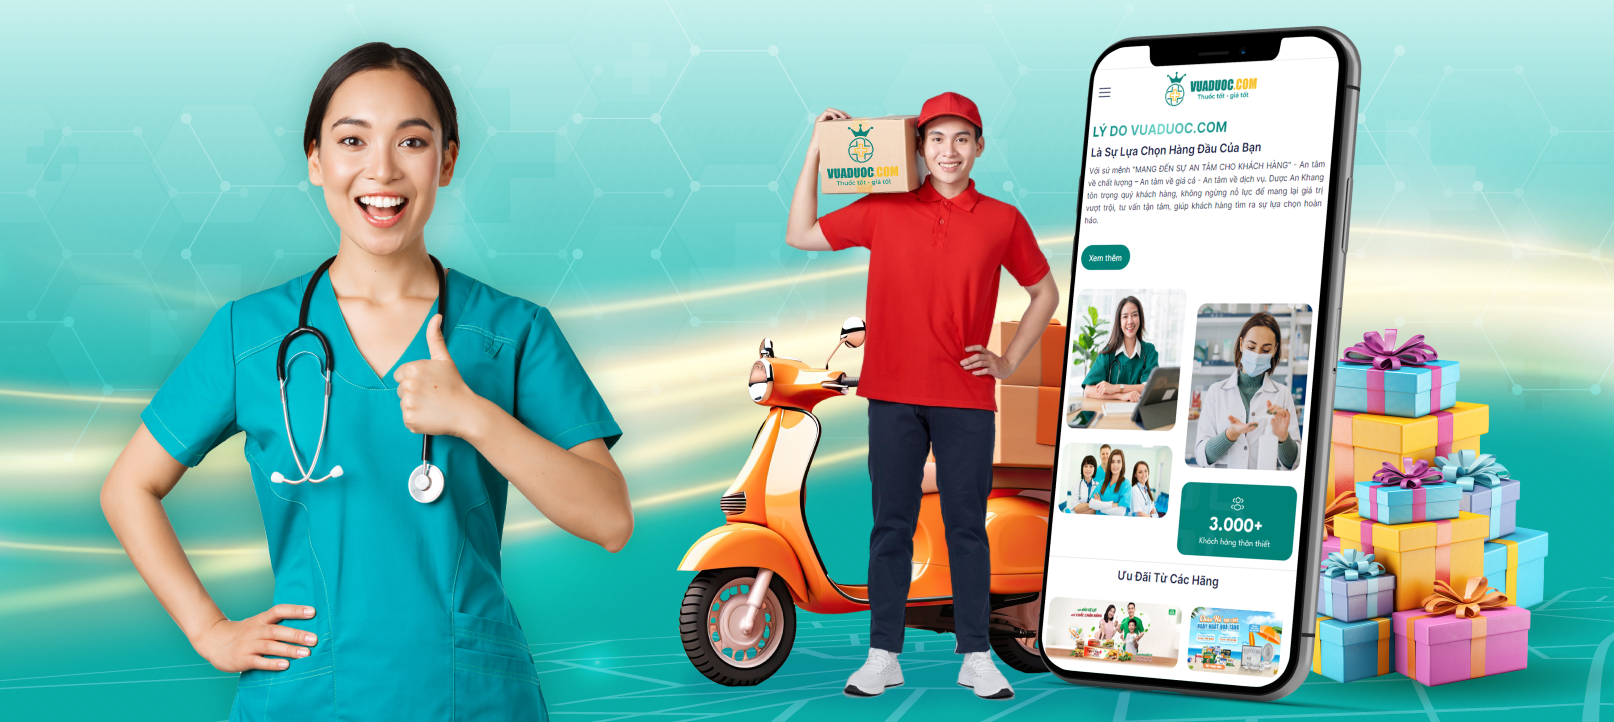 VUADUOC.COM
Thuốc tốt - giá tốt
VUADUOC.COM
Thuốc tốt - giá tốt
LÝ DO VUADUOC.COM
Là Sự Lựa Chọn Hàng Đầu Của Bạn
Với sứ mệnh "MANG ĐẾN SỰ AN TÂM CHO KHÁCH HÀNG" - An tâm
về chất lượng – An tâm về giá cả - An tâm về dịch vụ. Dược An Khang
tôn trọng quý khách hàng, không ngừng nỗ lực để mang lại giá trị
vượt trội, tư vấn tận tâm, giúp khách hàng tìm ra sự lựa chọn hoàn
hảo.
Xem thêm
3.000+
Khách hàng thân thiết
Ưu Đãi Từ Các Hãng